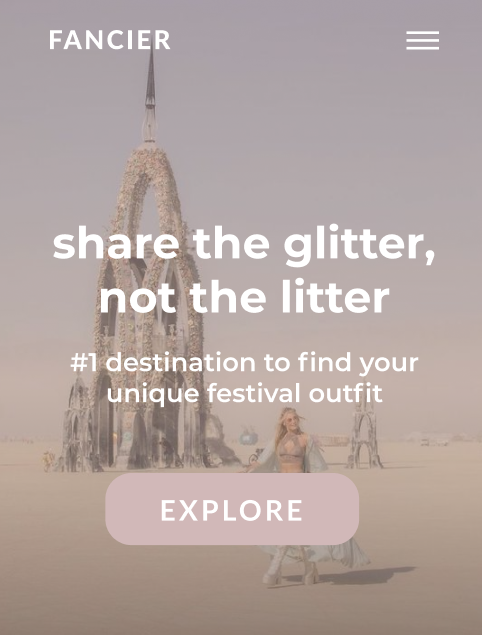 FANCIER
share the glitter,
not the litter
#1 destination to find your
unique festival outfit
EXPLORE